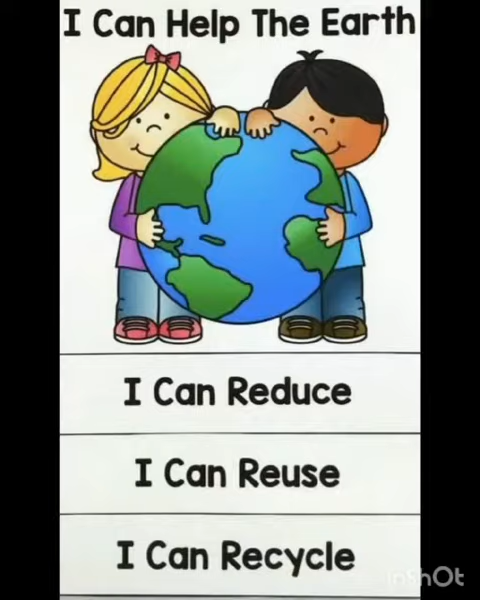 I Can Help The Earth
I Can Reduce
I Can Reuse
I Can Recycle
InShOt